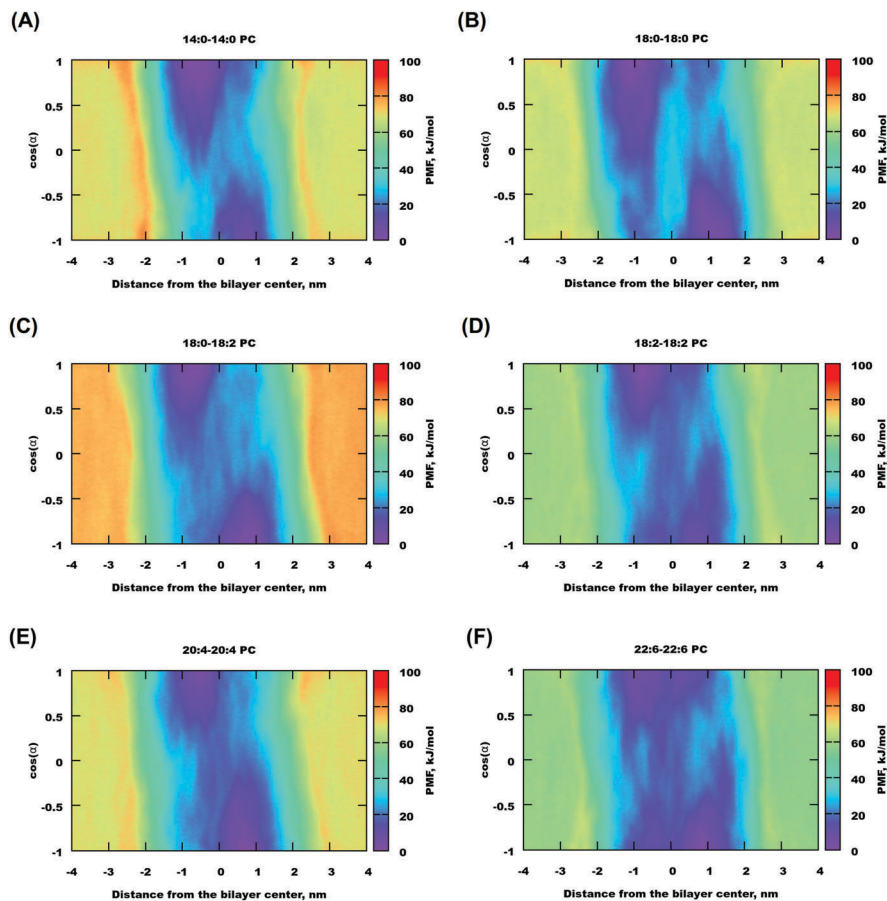 (A)
14:0-14:0 PC
1
0.5
0
-0.5
-1
cos(α)
-4 -3 -2 -1 0 1 2 3 4
Distance from the bilayer center, nm
100
80
60
40
20
0
PMF, kJ/mol
(B)
18:0-18:0 PC
1
0.5
0
-0.5
-1
cos(α)
-4 -3 -2 -1 0 1 2 3 4
Distance from the bilayer center, nm
100
80
60
40
20
0
PMF, kJ/mol
(C)
18:0-18:2 PC
1
0.5
0
-0.5
-1
cos(α)
-4 -3 -2 -1 0 1 2 3 4
Distance from the bilayer center, nm
100
80
60
40
20
0
PMF, kJ/mol
(D)
18:2-18:2 PC
1
0.5
0
-0.5
-1
cos(α)
-4 -3 -2 -1 0 1 2 3 4
Distance from the bilayer center, nm
100
80
60
40
20
0
PMF, kJ/mol
(E)
20:4-20:4 PC
1
0.5
0
-0.5
-1
cos(α)
-4 -3 -2 -1 0 1 2 3 4
Distance from the bilayer center, nm
100
80
60
40
20
0
PMF, kJ/mol
(F)
22:6-22:6 PC
1
0.5
0
-0.5
-1
cos(α)
-4 -3 -2 -1 0 1 2 3 4
Distance from the bilayer center, nm
100
80
60
40
20
0
PMF, kJ/mol